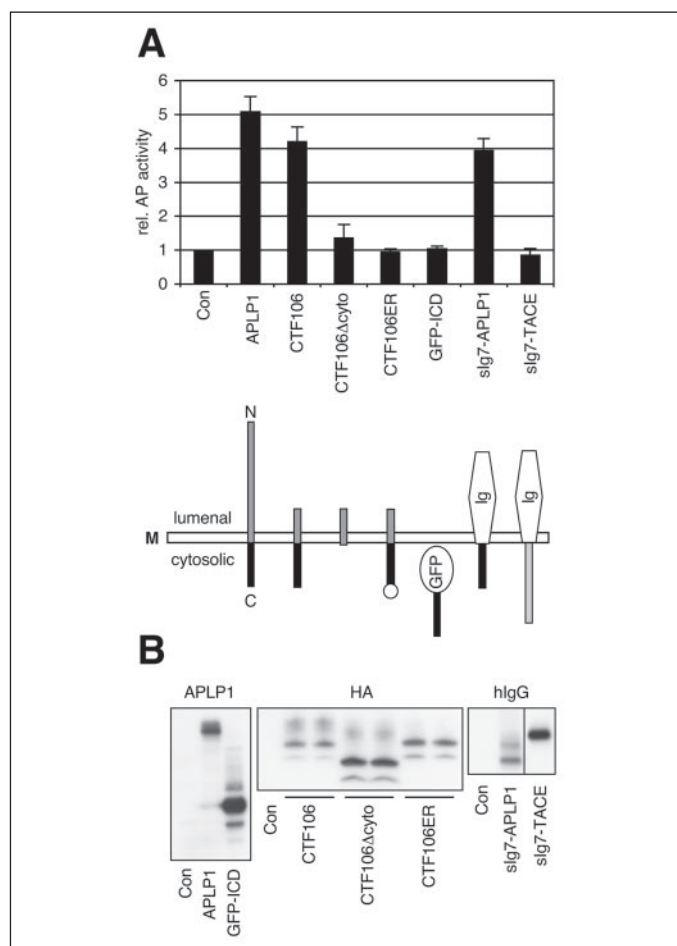 A
rel. AP activity
6
5
4
3
2
1
0
Con
APLP1
CTF106
CTF106Δcyto
CTF106ER
GFP-ICD
sIg7-APLP1
sIg7-TACE
N
lumenal
M
cytosolic
C
GFP
Ig
Ig
B
APLP1
HA
hIgG
Con
APLP1
GFP-ICD
Con
CTF106
CTF106Δcyto
CTF106ER
Con
sIg7-APLP1
sIg7-TACE